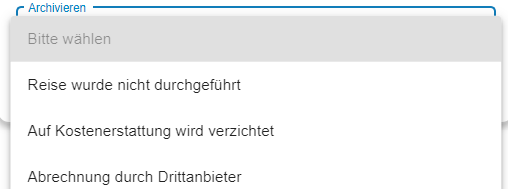 Archivieren
Bitte wählen
Reise wurde nicht durchgeführt
Auf Kostenerstattung wird verzichtet
Abrechnung durch Drittanbieter